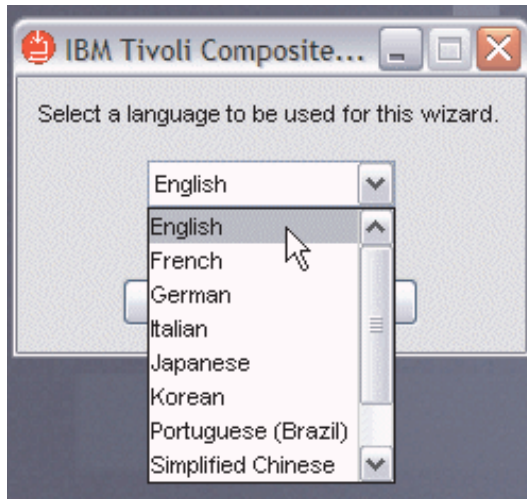 IBM Tivoli Composite...
Select a language to be used for this wizard.
English
English
French
German
Italian
Japanese
Korean
Portuguese (Brazil)
Simplified Chinese